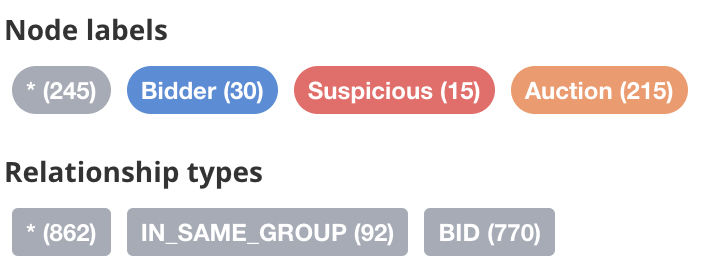 Node labels
* (245) Bidder (30) Suspicious (15) Auction (215)
Relationship types
* (862) IN_SAME_GROUP (92) BID (770)